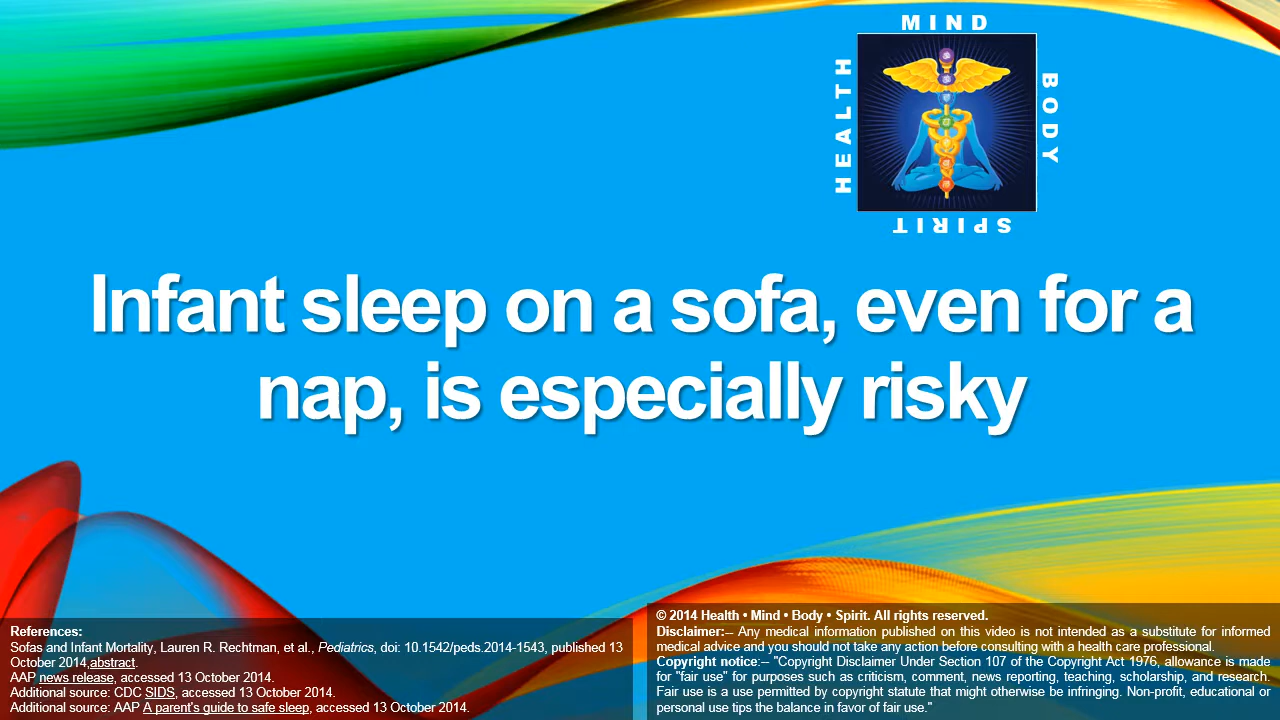 MIND
HEALTH
BODY
SPIRIT
Infant sleep on a sofa, even for a
nap, is especially risky
References:
Sofas and Infant Mortality, Lauren R. Rechtman, et al., Pediatrics, doi: 10.1542/peds.2014-1543, published 13
October 2014,abstract.
AAP news release, accessed 13 October 2014.
Additional source: CDC SIDS, accessed 13 October 2014.
Additional source: AAP A parent's guide to safe sleep, accessed 13 October 2014.
© 2014 Health • Mind • Body • Spirit. All rights reserved.
Disclaimer:-- Any medical information published on this video is not intended as a substitute for informed
medical advice and you should not take any action before consulting with a health care professional.
Copyright notice:-- "Copyright Disclaimer Under Section 107 of the Copyright Act 1976, allowance is made
for "fair use" for purposes such as criticism, comment, news reporting, teaching, scholarship, and research.
Fair use is a use permitted by copyright statute that might otherwise be infringing. Non-profit, educational or
personal use tips the balance in favor of fair use."